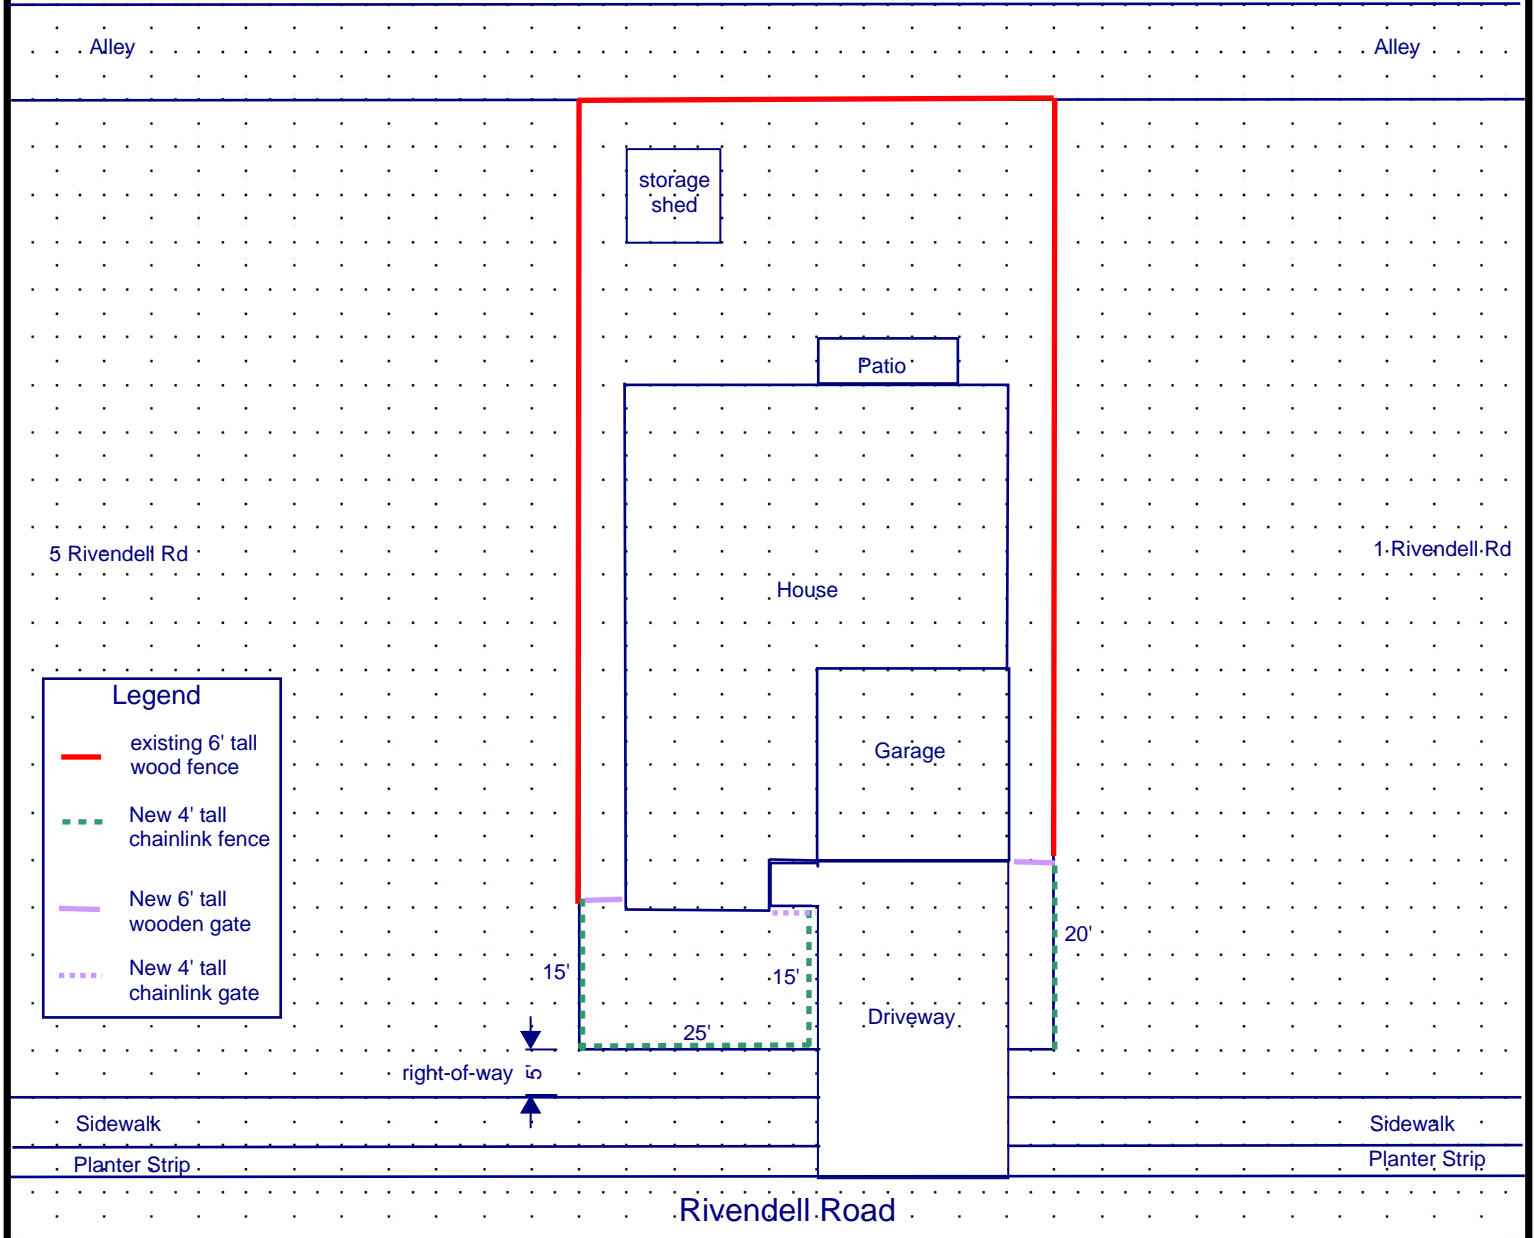 Alley
Alley
storage
shed
Patio
5 Rivendell Rd
1 Rivendell Rd
House
Legend
existing 6' tall
wood fence
New 4' tall
chainlink fence
New 6' tall
wooden gate
New 4' tall
chainlink gate
Garage
20'
15'
15'
Driveway
25'
right-of-way
5'
Sidewalk
Sidewalk
Planter Strip
Planter Strip
Rivendell Road